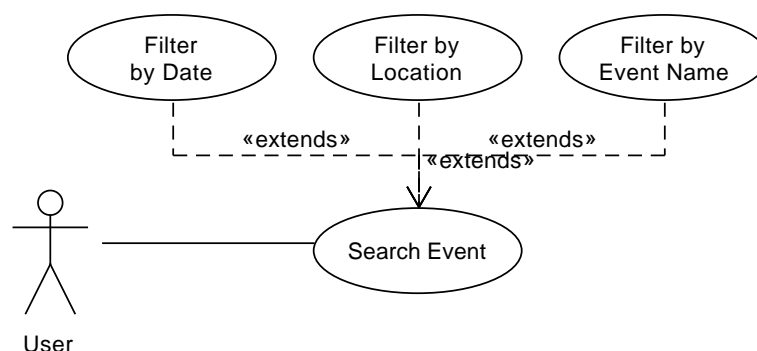 Filter
by Date
Filter by
Location
Filter by
Event Name
«extends»
«extends»
«extends»
Search Event
User